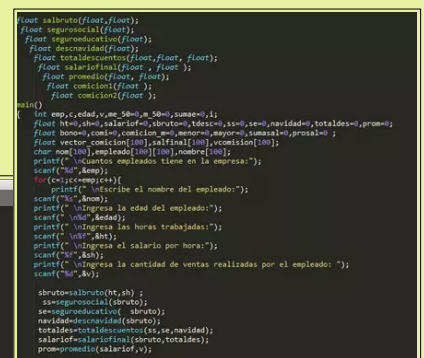 float salbruto(float,float);
float segurosocial(float);
float seguroeducativo(float);
float descnavidad(float);
float totaldescuentos(float,float, float);
float salariofinal(float , float );
float promedio(float, float);
float comicion1(float );
float comicion2(float );
main()
{ int emp,c,edad,v,me_50=0,m_50=0,sumae=0,i;
float ht=0,sh=0,salariof=0,sbruto=0,tdesc=0,ss=0,se=0,navidad=0,totaldes=0,prom=0;
float bono=0,comi=0,comicion_m=0,menor=0,mayor=0,sumasal=0,prosal=0 ;
float vector_comicion[100],salfinal[100],vcomision[100];
char nom[100],empleado[100][100],nombre[100];
printf(" \nCuantos empleados tiene en la empresa:");
scanf("%d",&emp);
for(c=1;c<=emp;c++){
printf(" \nEscribe el nombre del empleado:");
scanf("%s",&nom);
printf(" \nIngresa la edad del empleado:");
scanf(" \n%d",&edad);
printf(" \nIngresa las horas trabajadas:");
scanf(" \n%f",&ht);
printf(" \nIngresa el salario por hora:");
scanf("%f",&sh);
printf(" \nIngresa la cantidad de ventas realizadas por el empleado: ");
scanf("%d",&v);
sbruto=salbruto(ht,sh) ;
ss=segurosocial(sbruto);
se=seguroeducativo( sbruto);
navidad=descnavidad(sbruto);
totaldes=totaldescuentos(ss,se,navidad);
salariof=salariofinal(sbruto,totaldes);
prom=promedio(salariof,v);